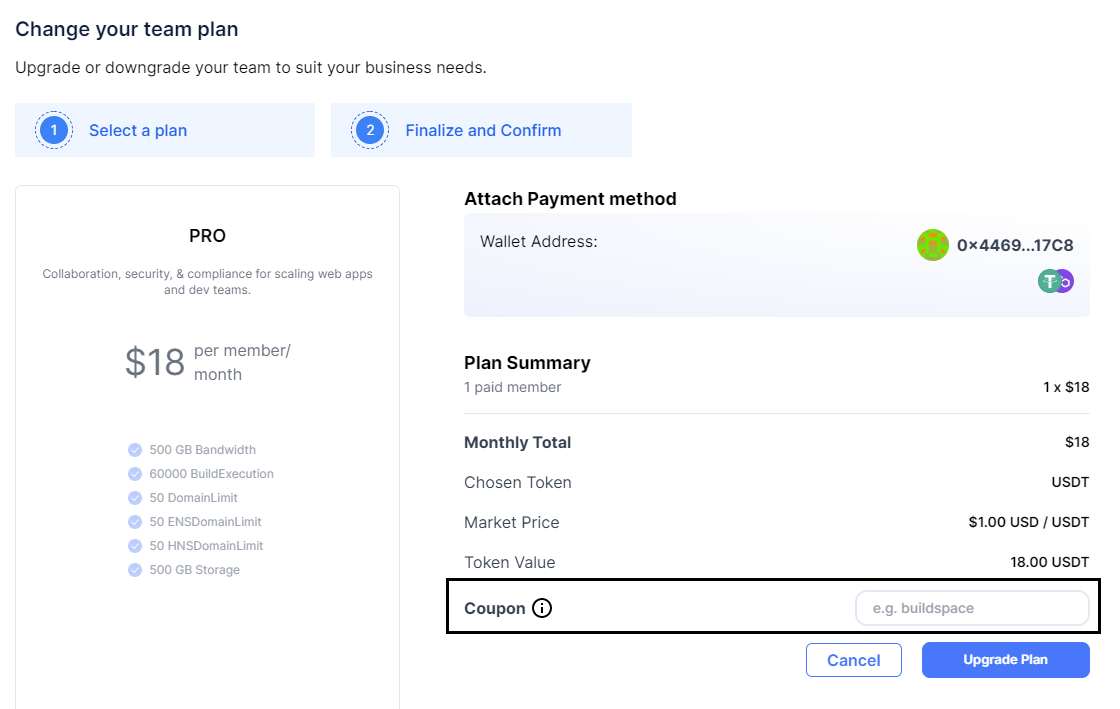 Change your team plan
Upgrade or downgrade your team to suit your business needs.
1 Select a plan
2 Finalize and Confirm
PRO
Collaboration, security, & compliance for scaling web apps
and dev teams.
$18 per member/
month
500 GB Bandwidth
60000 BuildExecution
50 DomainLimit
50 ENSDomainLimit
50 HNSDomainLimit
500 GB Storage
Attach Payment method
Wallet Address: 0×4469...17C8
Plan Summary
1 paid member 1 x $18
Monthly Total $18
Chosen Token USDT
Market Price $1.00 USD / USDT
Token Value 18.00 USDT
Coupon e.g. buildspace
Cancel Upgrade Plan